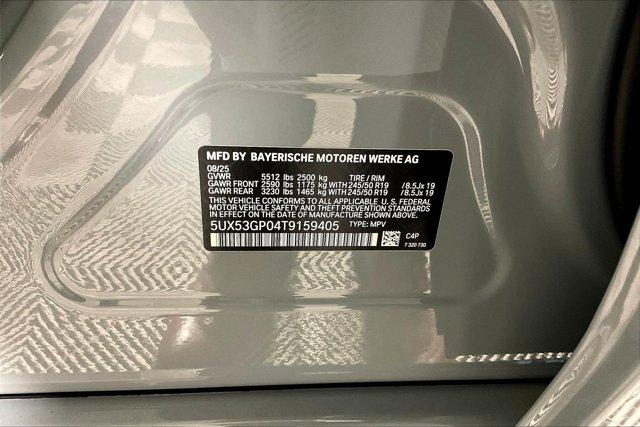 MFD BY BAYERISCHE MOTOREN WERKE AG
08/25
GVWR 5512 lbs 2500 kg TIRE / RIM
GAWR FRONT 2590 lbs 1175 kg WITH 245/50 R19 /8.5Jx 19
GAWR REAR 3230 lbs 1465 kg WITH 245/50 R19 /8.5Jx 19
THIS VEHICLE CONFORMS TO ALL APPLICABLE U. S. FEDERAL
MOTOR VEHICLE SAFETY AND THEFT PREVENTION STANDARDS
IN EFFECT ON THE DATE OF MANUFACTURE SHOWN ABOVE.
5UX53GP04T9159405 TYPE: MPV
C4P
7 320 730